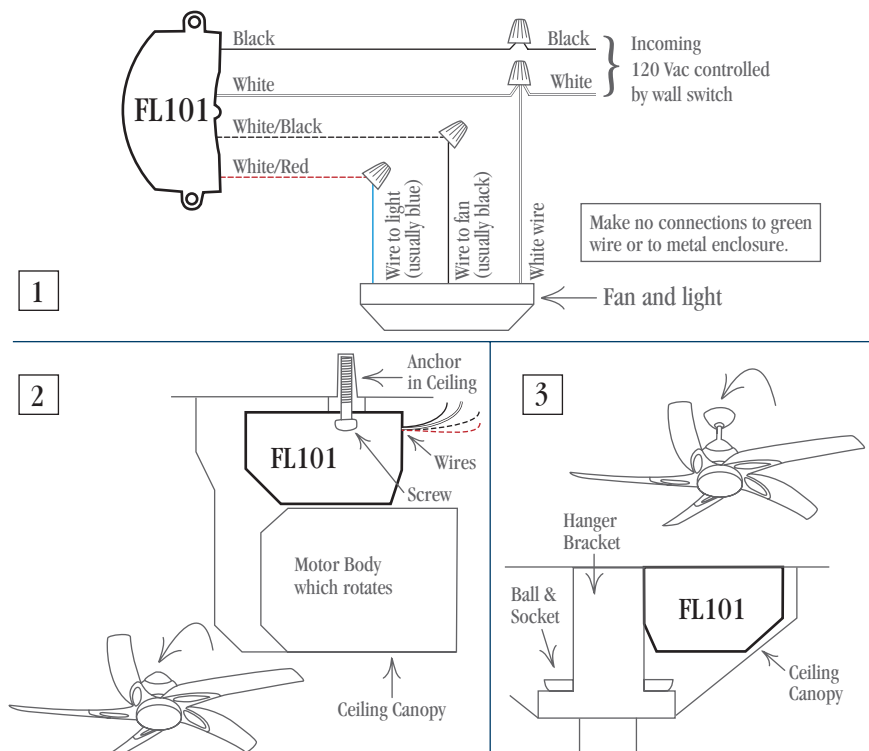 Black
Black
White
White
FL101
White/Black
White/Red
Incoming
120 Vac controlled
by wall switch
Wire to light
(usually blue)
Wire to fan
(usually black)
White wire
Make no connections to green
wire or to metal enclosure.
Fan and light
1
2
Anchor
in Ceiling
FL101
Wires
Screw
Motor Body
which rotates
Ceiling Canopy
3
Hanger
Bracket
Ball &
Socket
FL101
Ceiling
Canopy